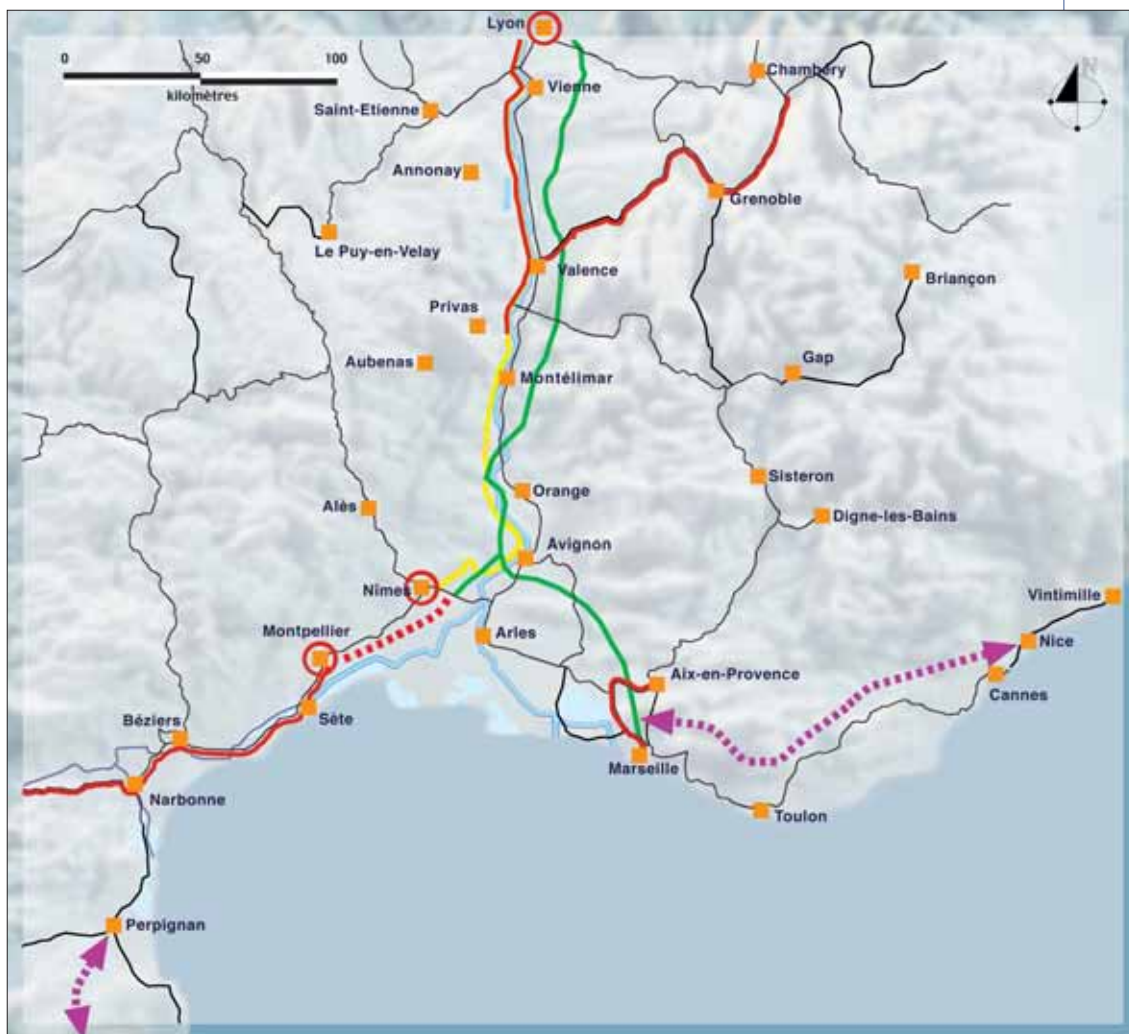 Lyon
0 50 100
kilomètres
N
Chambéry
Vienne
Saint-Etienne
Annonay
Grenoble
Le Puy-en-Velay
Valence
Briançon
Privas
Aubenas
Gap
Montélimar
Sisteron
Orange
Alès
Digne-les-Bains
Avignon
Nîmes
Vintimille
Montpellier
Arles
Nice
Aix-en-Provence
Cannes
Sète
Béziers
Marseille
Narbonne
Toulon
Perpignan